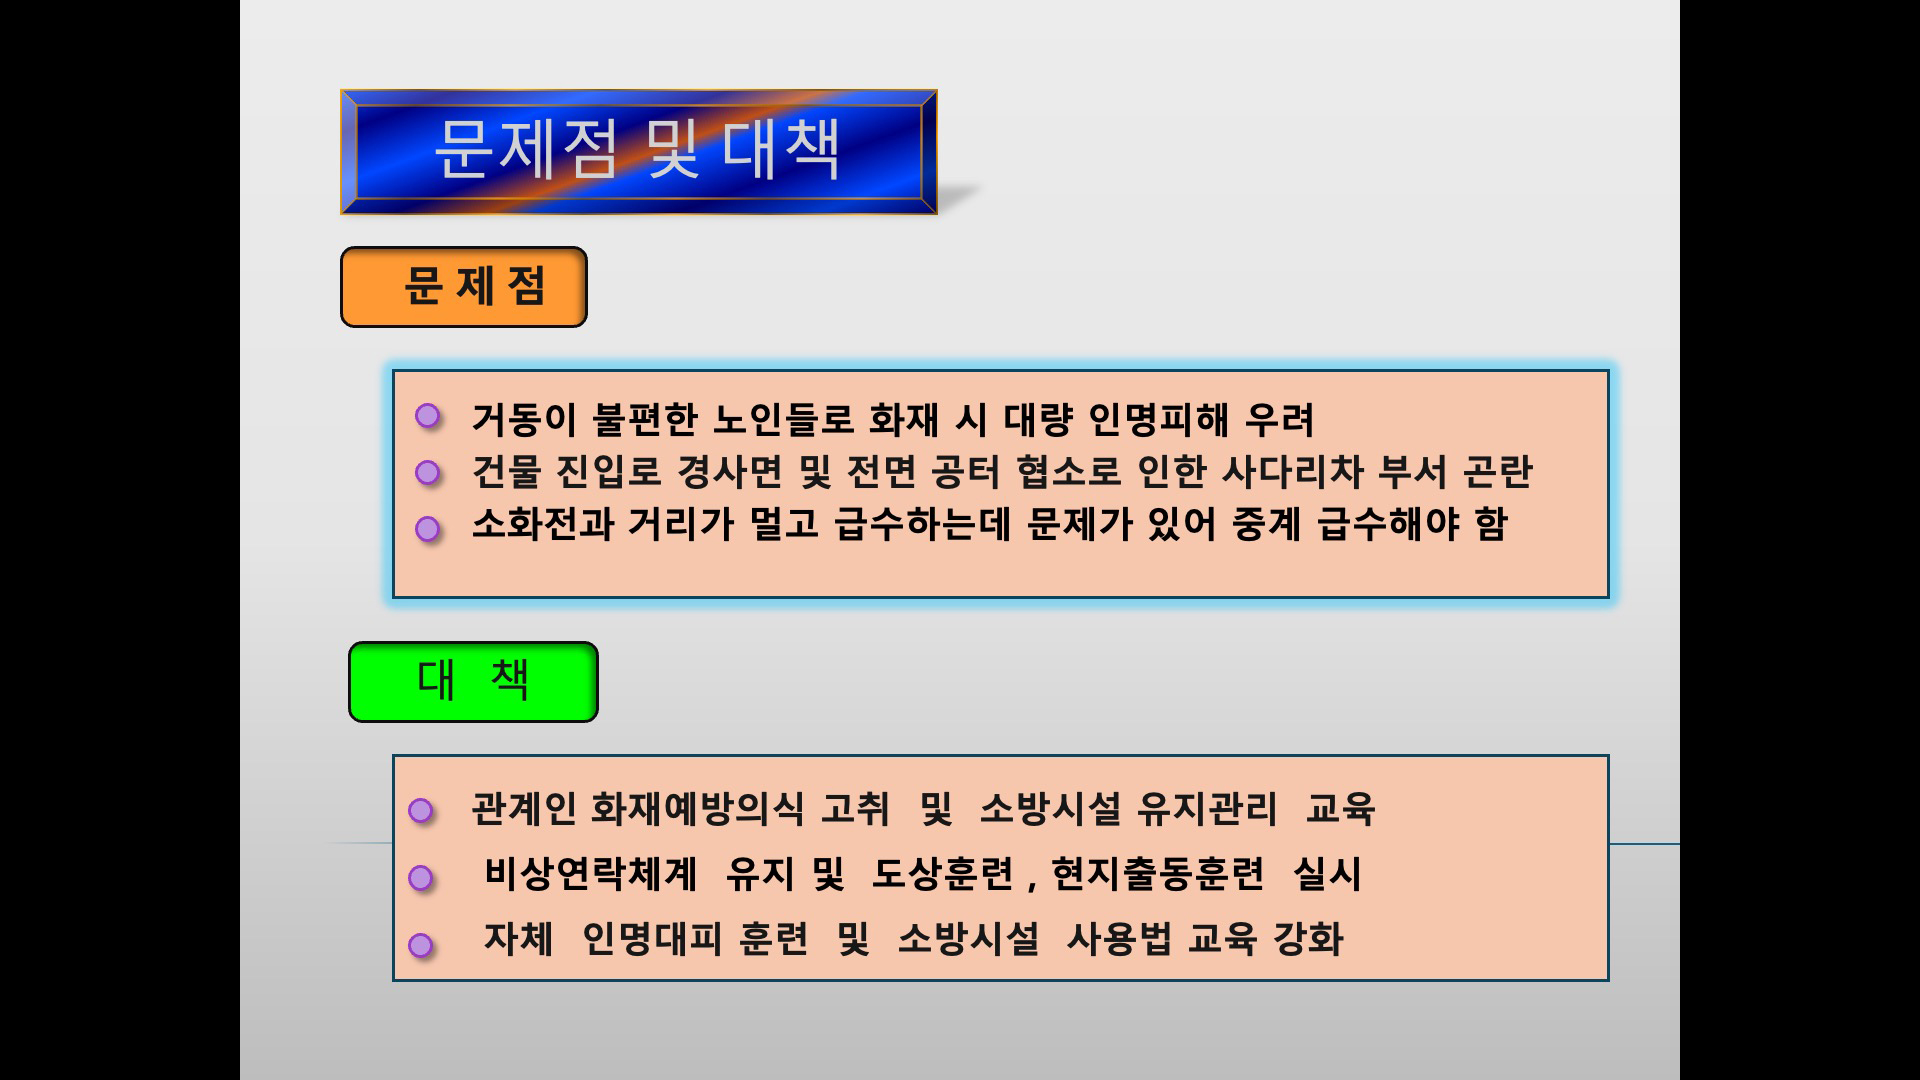 문제점 및 대책
문 제 점
거동이 불편한 노인들로 화재 시 대량 인명피해 우려
건물 진입로 경사면 및 전면 공터 협소로 인한 사다리차 부서 곤란
소화전과 거리가 멀고 급수하는데 문제가 있어 중계 급수해야 함
대 책
관계인 화재예방의식 고취 및 소방시설 유지관리 교육
비상연락체계 유지 및 도상훈련 , 현지출동훈련 실시
자체 인명대피 훈련 및 소방시설 사용법 교육 강화